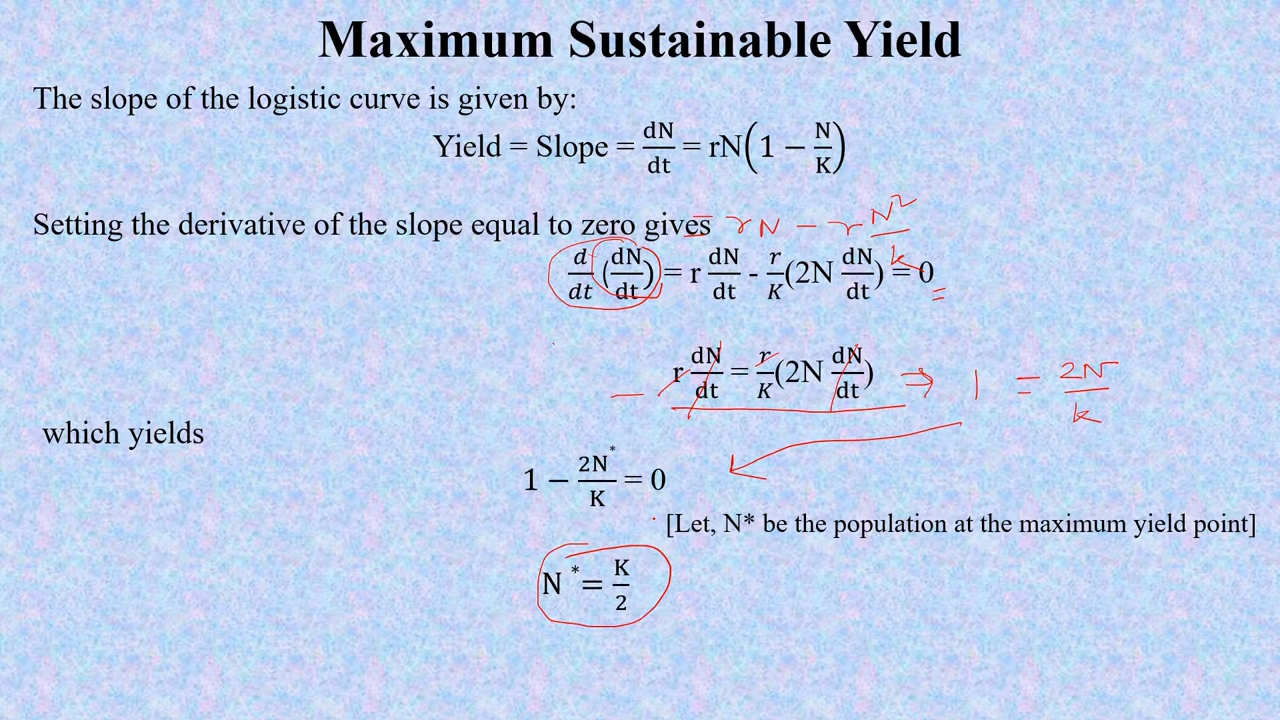 Maximum Sustainable Yield
The slope of the logistic curve is given by:
Yield = Slope = dN/dt = rN(1 − N/K)
Setting the derivative of the slope equal to zero gives = rN − r N²/k
d/dt (dN/dt) = r dN/dt - r/K(2N dN/dt) = 0
r dN/dt = r/K(2N dN/dt) ⇒ 1 = 2N/k
which yields
1 − 2N*/K = 0
[Let, N* be the population at the maximum yield point]
N* = K/2